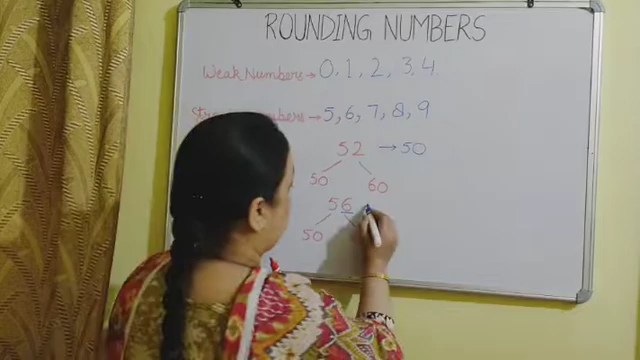 ROUNDING NUMBERS
Weak Numbers → 0, 1, 2, 3, 4
→ 5, 6, 7, 8, 9
52 → 50
50 60
56
50